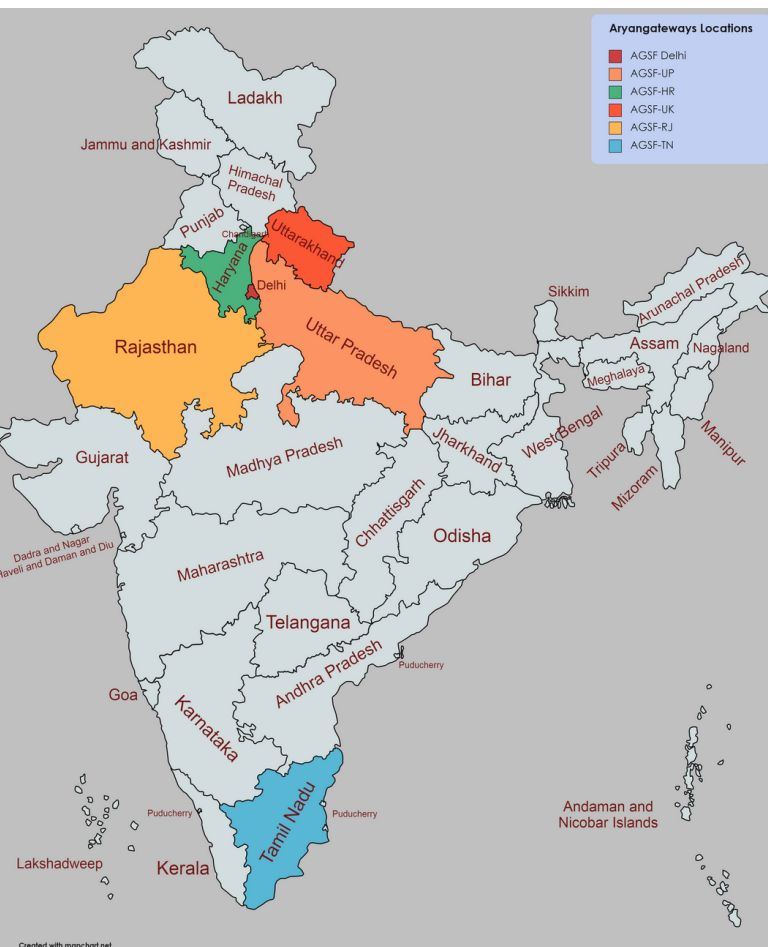 Aryangateways Locations
AGSF Delhi
AGSF-UP
AGSF-HR
AGSF-UK
AGSF-RJ
AGSF-TN
Ladakh
Jammu and Kashmir
Himachal
Pradesh
Punjab
Chandigarh
Uttarakhand
Haryana
Delhi
Rajasthan
Uttar Pradesh
Sikkim
Arunachal Pradesh
Assam
Nagaland
Meghalaya
Bihar
Manipur
Tripura
Mizoram
West Bengal
Jharkhand
Gujarat
Madhya Pradesh
Chhattisgarh
Odisha
Dadra and Nagar
Haveli and Daman and Diu
Maharashtra
Telangana
Andhra Pradesh
Puducherry
Goa
Karnataka
Puducherry
Tamil Nadu
Puducherry
Andaman and
Nicobar Islands
Lakshadweep
Kerala
Created with mapchart.net